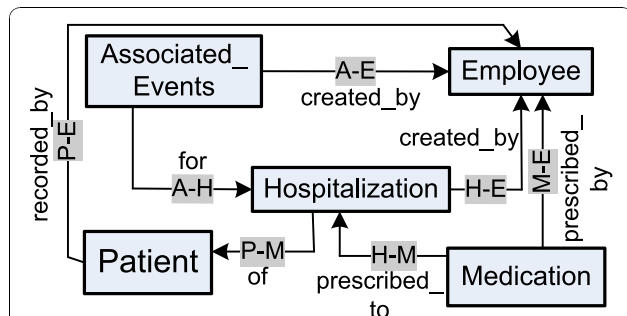 Associated_
Events
A-E
created_by
Employee
recorded_by
P-E
for
A-H
created_by
Hospitalization
H-E
M-E
prescribed_
by
Patient
P-M
of
H-M
prescribed_
to
Medication